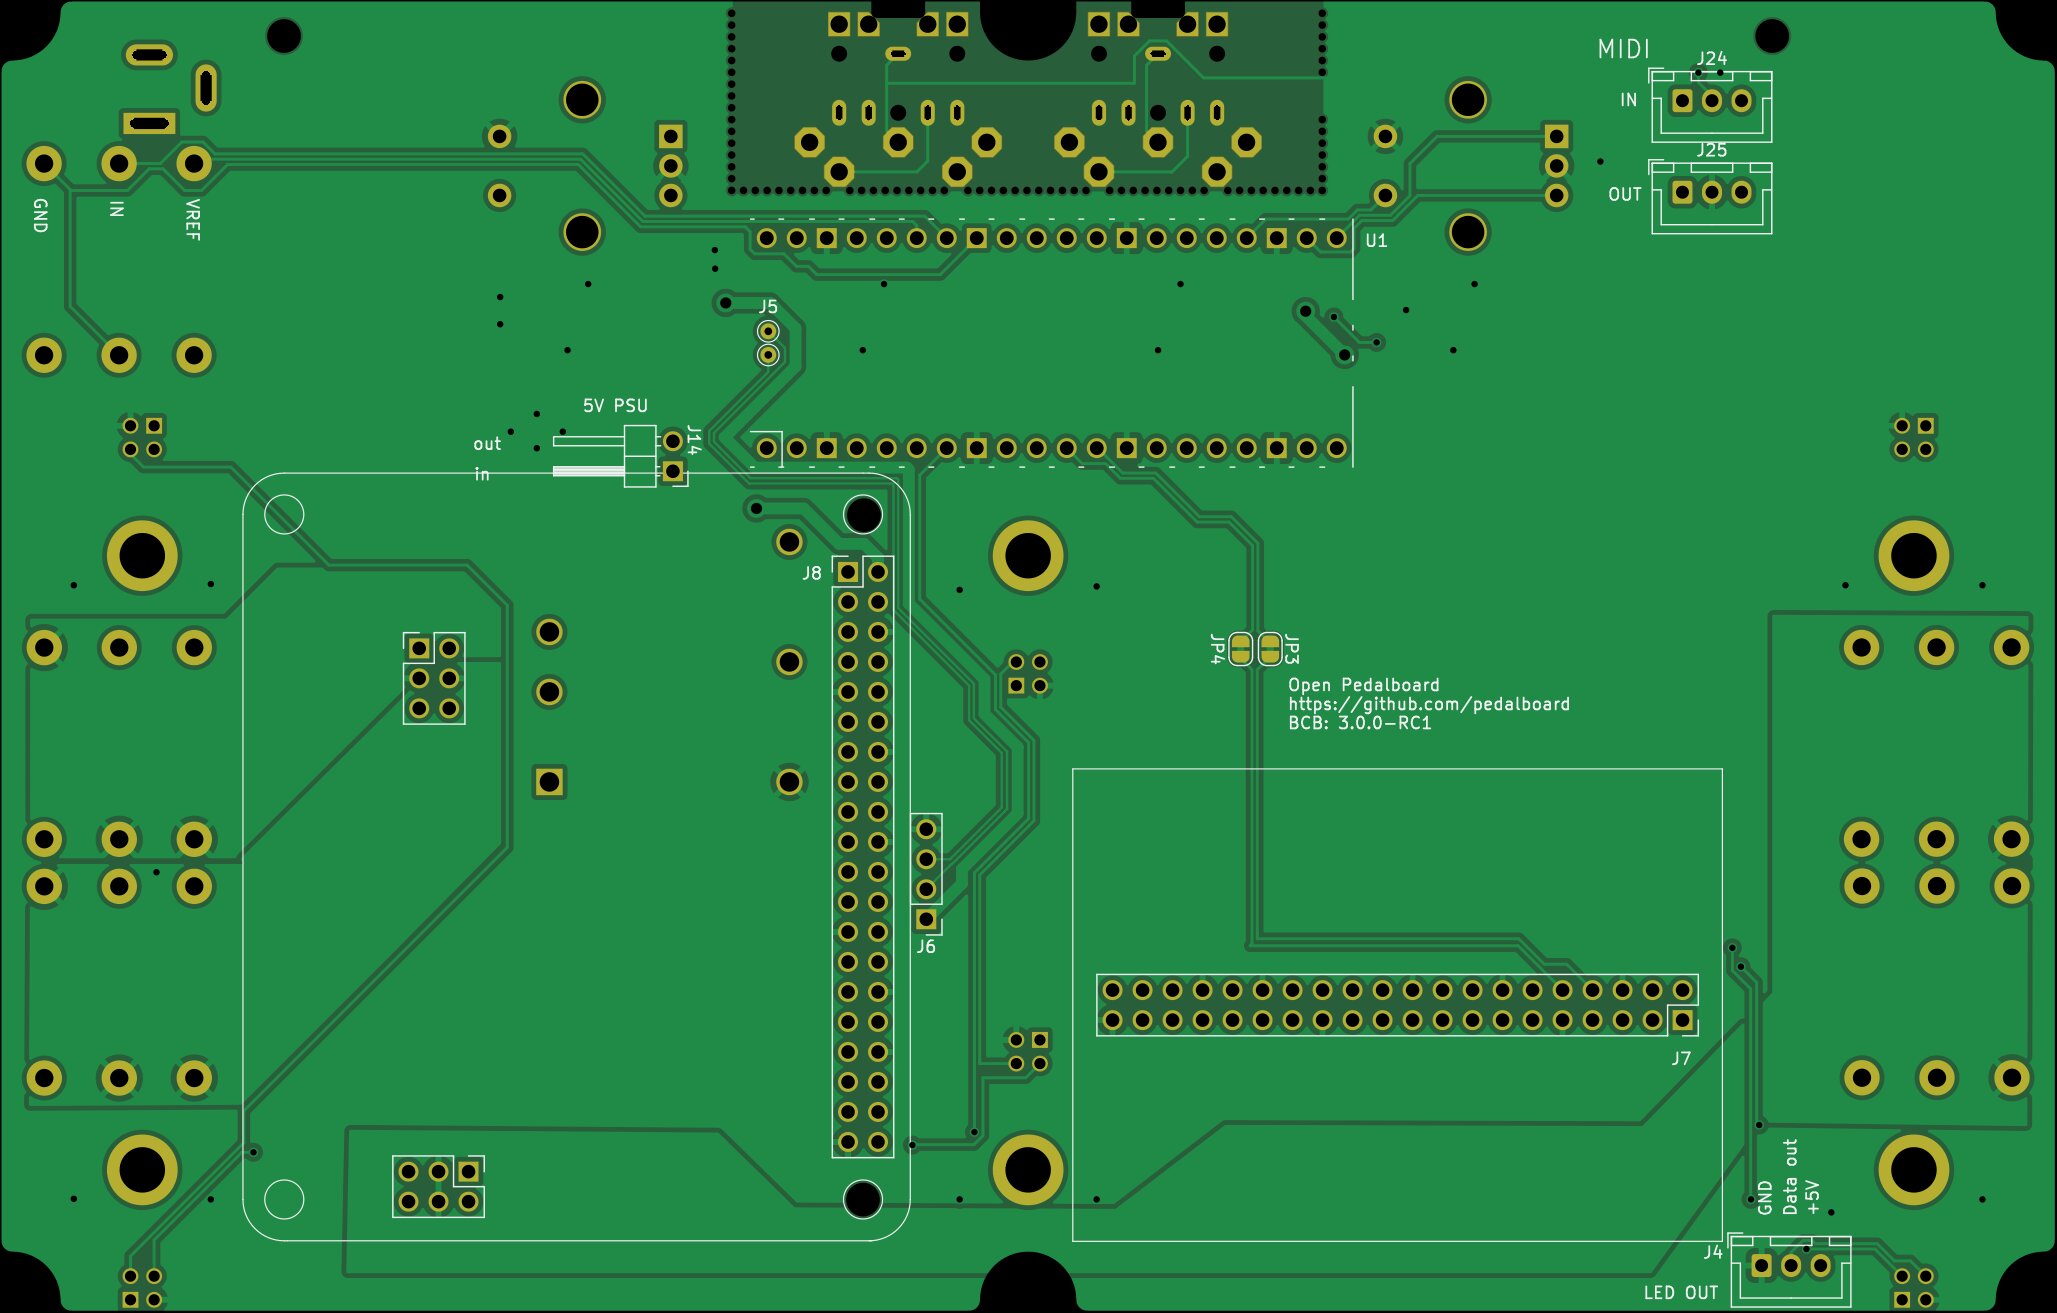 MIDI
J24
IN
J25
OUT
GND
IN
VREF
U1
J5
5V PSU
J14
out
in
J8
JP4
JP3
Open Pedalboard
https://github.com/pedalboard
BCB: 3.0.0-RC1
J6
J7
GND
Data out
+5V
J4
LED OUT